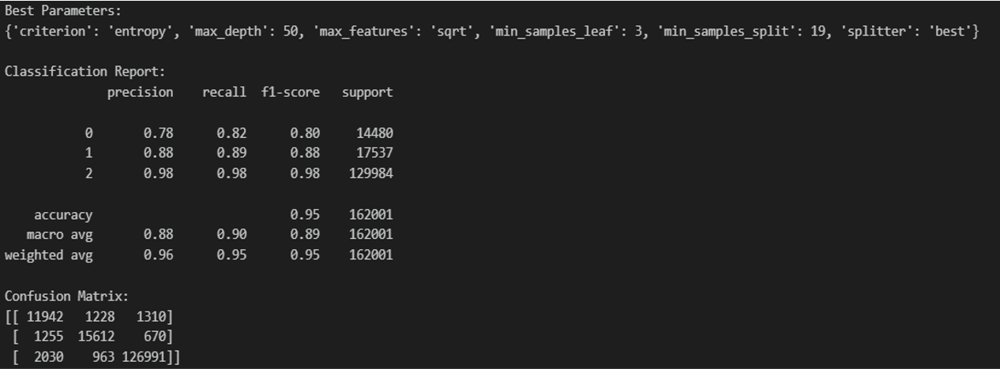 Best Parameters:
{'criterion': 'entropy', 'max_depth': 50, 'max_features': 'sqrt', 'min_samples_leaf': 3, 'min_samples_split': 19, 'splitter': 'best'}
Classification Report:
precision recall f1-score support
0 0.78 0.82 0.80 14480
1 0.88 0.89 0.88 17537
2 0.98 0.98 0.98 129984
accuracy 0.95 162001
macro avg 0.88 0.90 0.89 162001
weighted avg 0.96 0.95 0.95 162001
Confusion Matrix:
[[ 11942 1228 1310]
[ 1255 15612 670]
[ 2030 963 126991]]